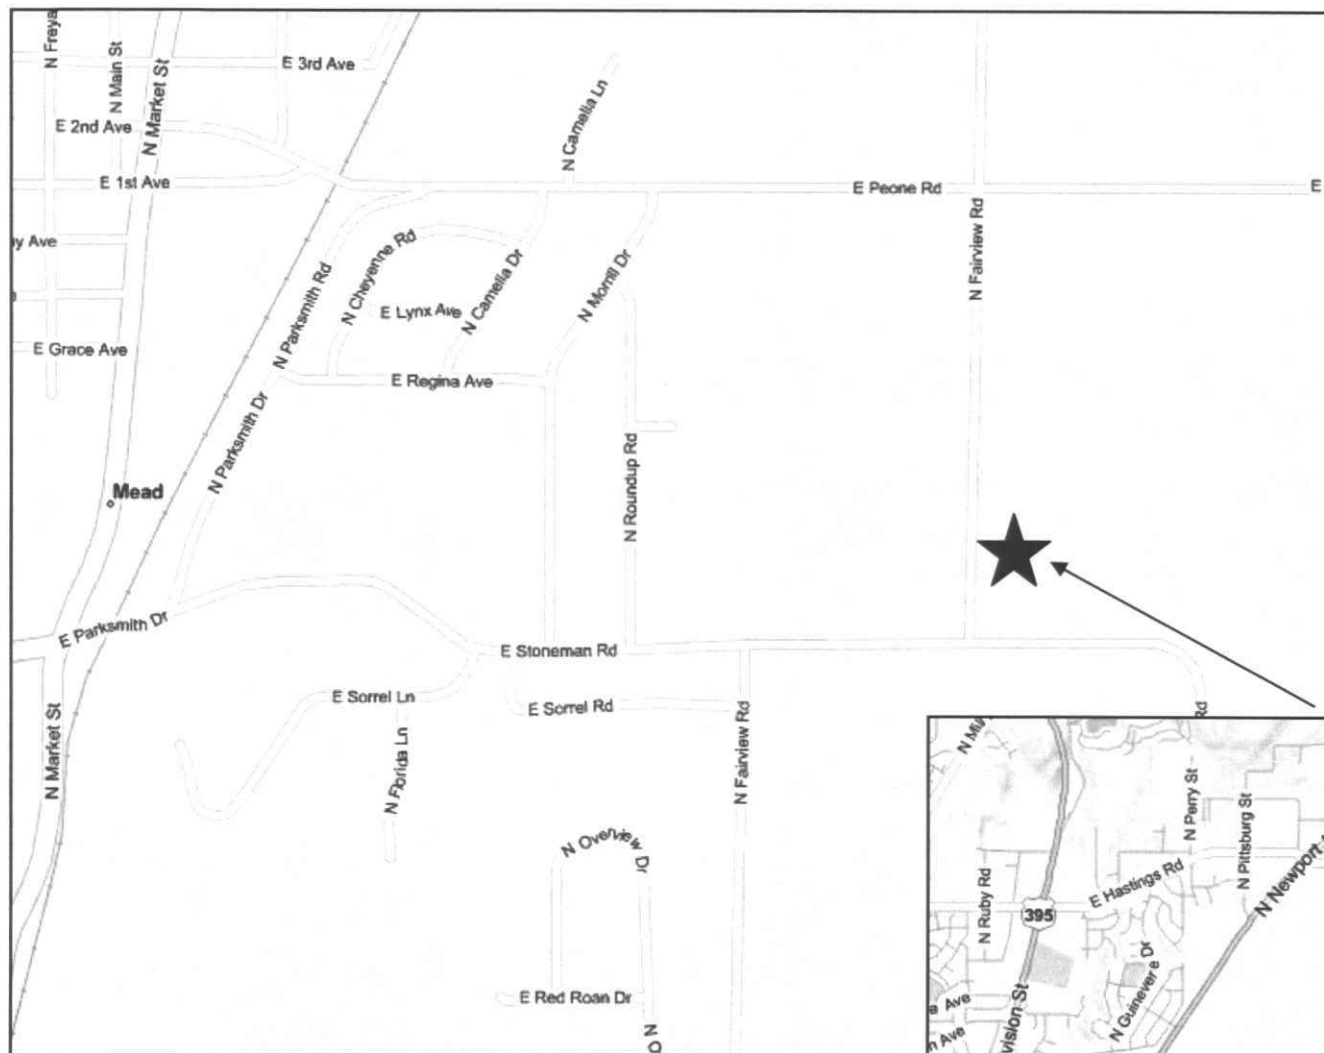 N Freya
N Main St
N Market St
E 3rd Ave
E 2nd Ave
E 1st Ave
N Camelia Ln
E Peone Rd
E
N Fairview Rd
Ave
N Cheyenne Rd
N Parksmith Rd
E Lynx Ave
N Camelia Dr
N Morrill Dr
E Grace Ave
E Regina Ave
N Parksmith Dr
N Roundup Rd
Mead
E Parksmith Dr
E Stoneman Rd
E Sorrel Ln
E Sorrel Rd
N Fairview Rd
Rd
N Market St
N Florida Ln
N Overview Dr
E Red Roan Dr
N O
N Perry St
N Pittsburg St
N Ruby Rd
E Hastings Rd
395
N Newport
N Guinevere Dr
Ave
Ave
vision St